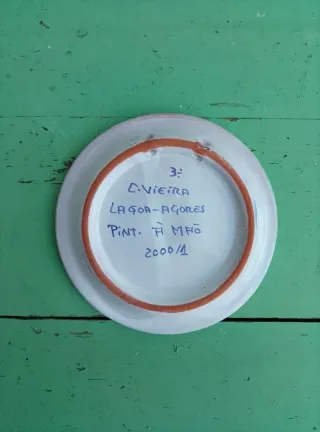 3÷
C. VIEIRA
LAGOA-AÇORES
PINT. À MÃO
2000/1